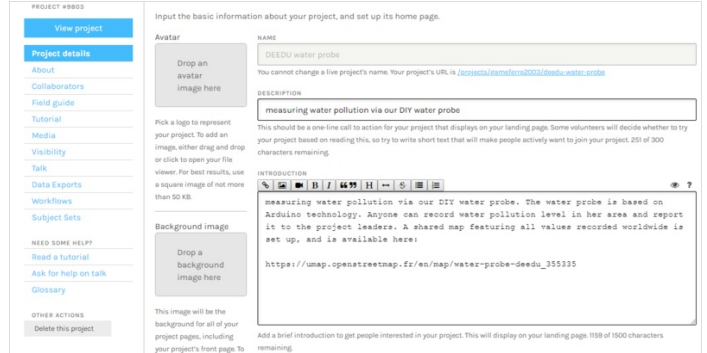 PROJECT #9803
View project
Project details
About
Collaborators
Field guide
Tutorial
Media
Visibility
Talk
Data Exports
Workflows
Subject Sets
NEED SOME HELP?
Read a tutorial
Ask for help on talk
Glossary
OTHER ACTIONS
Delete this project
Input the basic information about your project, and set up its home page.
Avatar
Drop an
avatar
image here
Pick a logo to represent
your project. To add an
image, either drag and drop
or click to open your file
viewer. For best results, use
a square image of not more
than 50 KB.
Background image
Drop a
background
image here
This image will be the
background for all of your
project pages, including
your project's front page. To
NAME
DEEDU water probe
You cannot change a live project's name. Your project's URL is /projects/pameferre2003/deedu-water-probe
DESCRIPTION
measuring water pollution via our DIY water probe
This should be a one-line call to action for your project that displays on your landing page. Some volunteers will decide whether to try
your project based on reading this, so try to write short text that will make people actively want to join your project. 251 of 300
characters remaining.
INTRODUCTION
B I H S ?
measuring water pollution via our DIY water probe. The water probe is based on
Arduino technology. Anyone can record water pollution level in her area and report
it to the project leaders. A shared map featuring all values recorded worldwide is
set up, and is available here:
https://umap.openstreetmap.fr/en/map/water-probe-deedu_355335
Add a brief introduction to get people interested in your project. This will display on your landing page. 1159 of 1500 characters
remaining.